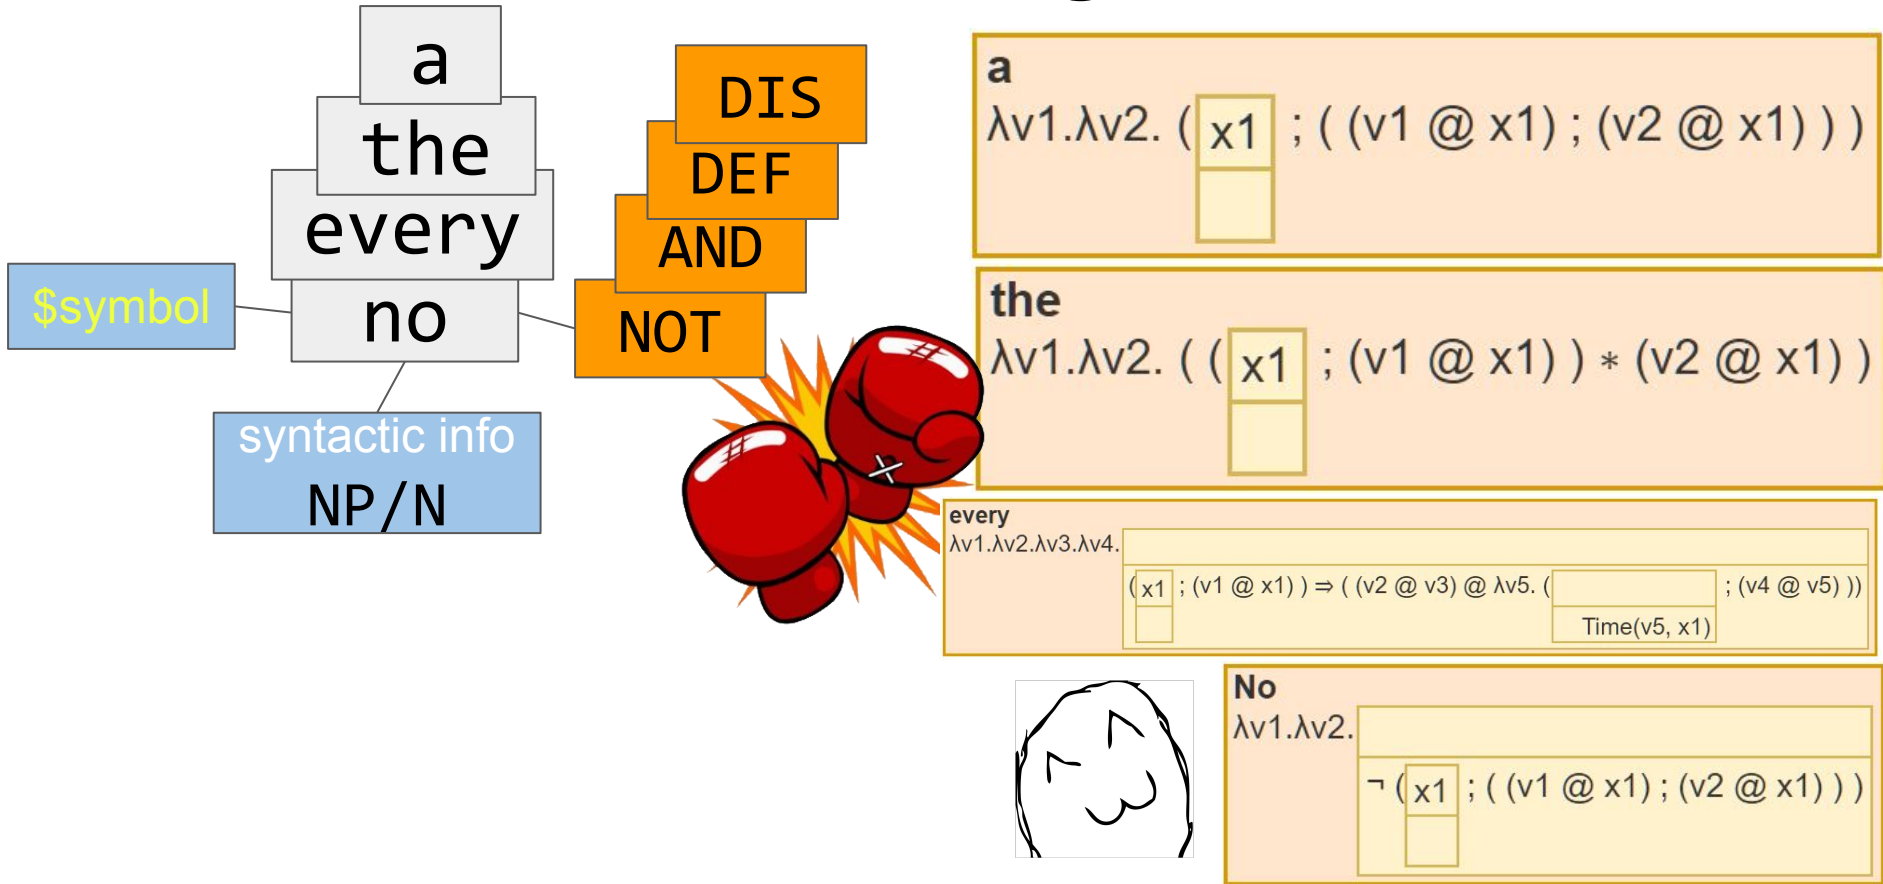 a
the
every
no
$symbol
syntactic info
NP/N
DIS
DEF
AND
NOT
a
λv1.λv2. ( x1 ; ( (v1 @ x1) ; (v2 @ x1) ) )
the
λv1.λv2. ( ( x1 ; (v1 @ x1) ) ∗ (v2 @ x1) )
every
λv1.λv2.λv3.λv4.
( x1 ; (v1 @ x1) ) ⇒ ( (v2 @ v3) @ λv5. ( ; (v4 @ v5) ))
Time(v5, x1)
No
λv1.λv2.
¬ ( x1 ; ( (v1 @ x1) ; (v2 @ x1) ) )